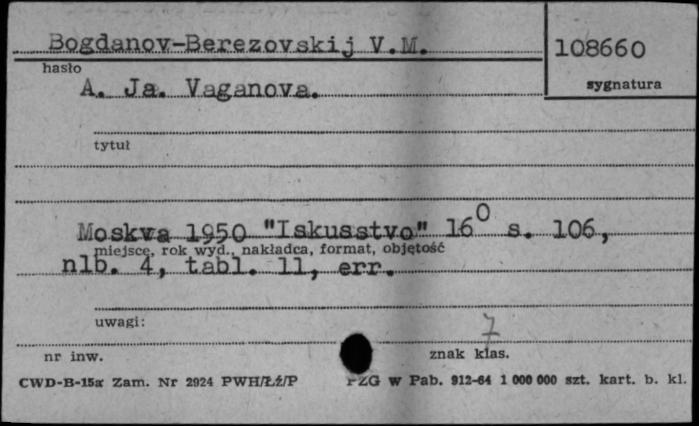 Bogdanov-Berezovskij V.M.
108660
hasło
sygnatura
A. Ja. Vaganova.
tytuł
Moskva 1950 "Iskusstvo" 16⁰ s. 106,
miejsce, rok wyd., nakładca, format, objętość
nlb. 4, tabl. 11, err.
uwagi:
7
nr inw.
znak klas.
CWD-B-15a Zam. Nr 2924 PWH/ŁŻ/P
PZG w Pab. 912-64 1 000 000 szt. kart. b. kl.